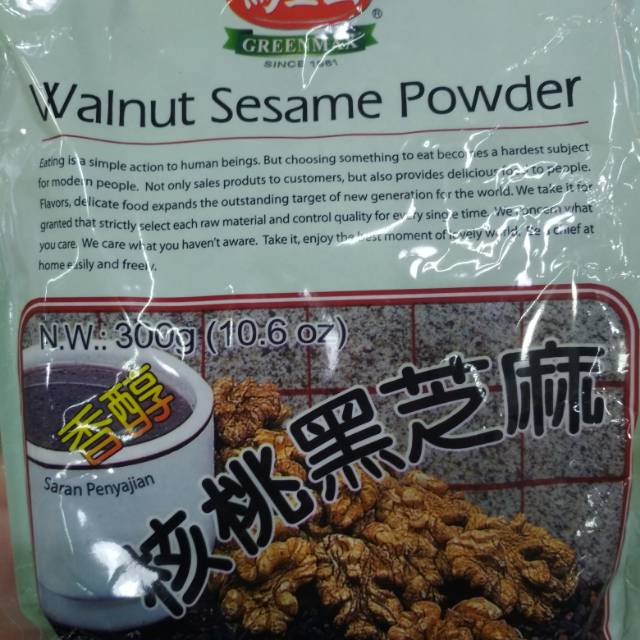 ®
GREENMAX
SINCE 1961
Walnut Sesame Powder
Eating is a simple action to human beings. But choosing something to eat becomes a hardest subject
for modern people. Not only sales produts to customers, but also provides delicious food to people.
Flavors, delicate food expands the outstanding target of new generation for the world. We take it for
granted that strictly select each raw material and control quality for every single time. We concern what
you care. We care what you haven't aware. Take it, enjoy the best moment of lovely world. Be a chief at
home easily and freely.
N.W.: 300g (10.6 oz)
香醇
Saran Penyajian
核桃黑芝麻